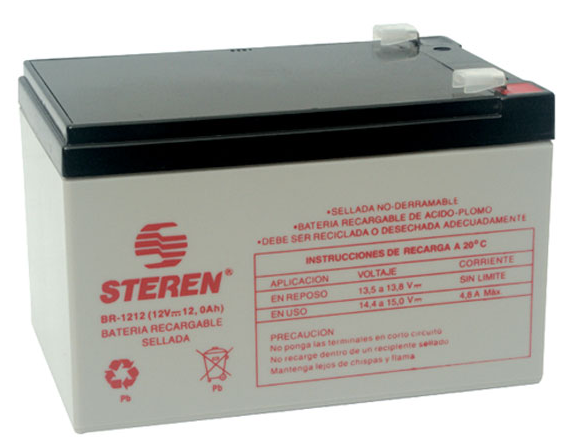 STEREN®
BR-1212 (12V⎓12,0Ah)
BATERIA RECARGABLE
SELLADA
Pb
Pb
•SELLADA NO-DERRAMABLE
•BATERIA RECARGABLE DE ACIDO-PLOMO
•DEBE SER RECICLADA O DESECHADA ADECUADAMENTE
INSTRUCCIONES DE RECARGA A 20°C
APLICACION VOLTAJE CORRIENTE
EN REPOSO 13,5 a 13,8 V⎓ SIN LIMITE
EN USO 14,4 a 15,0 V⎓ 4,8 A Máx
PRECAUCION
No ponga las terminales en corto circuito
No recargue dentro de un recipiente sellado
Mantenga lejos de chispas y flama